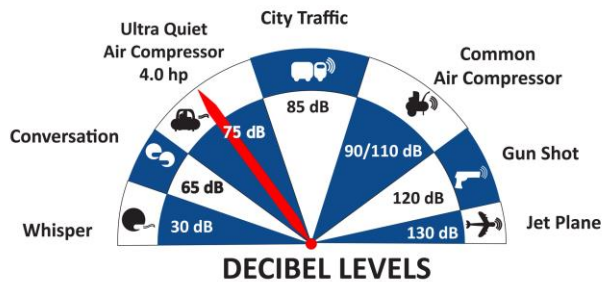 City Traffic
Ultra Quiet
Air Compressor
4.0 hp
Common
Air Compressor
85 dB
75 dB
Conversation
90/110 dB
Gun Shot
65 dB
120 dB
Whisper
30 dB
130 dB
Jet Plane
DECIBEL LEVELS